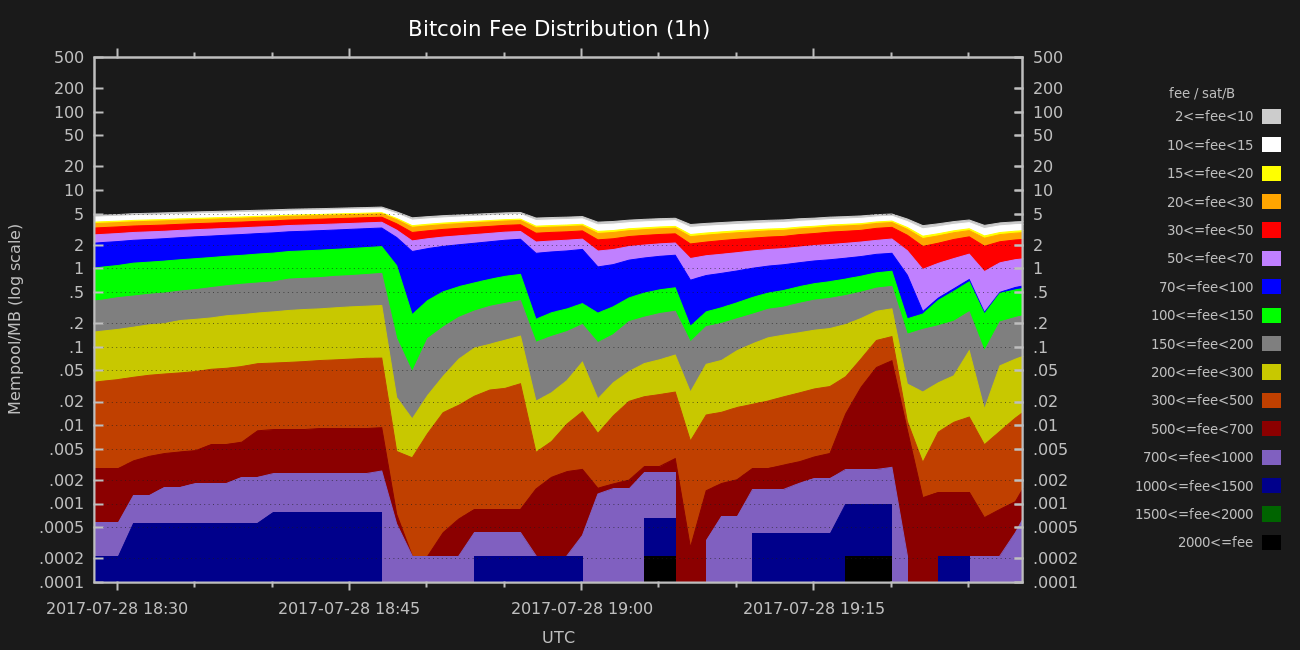 Bitcoin Fee Distribution (1h)
500 500
200 200
100 100
50 50
20 20
10 10
5 5
2 2
1 1
.5 .5
.2 .2
.1 .1
.05 .05
.02 .02
.01 .01
.005 .005
.002 .002
.001 .001
.0005 .0005
.0002 .0002
.0001 .0001
Mempool/MB (log scale)
2017-07-28 18:30 2017-07-28 18:45 2017-07-28 19:00 2017-07-28 19:15
UTC
fee / sat/B
2<=fee<10
10<=fee<15
15<=fee<20
20<=fee<30
30<=fee<50
50<=fee<70
70<=fee<100
100<=fee<150
150<=fee<200
200<=fee<300
300<=fee<500
500<=fee<700
700<=fee<1000
1000<=fee<1500
1500<=fee<2000
2000<=fee